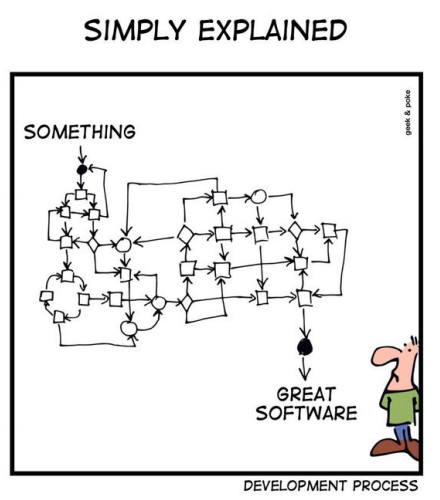 SIMPLY EXPLAINED
geek & poke
SOMETHING
GREAT
SOFTWARE
DEVELOPMENT PROCESS